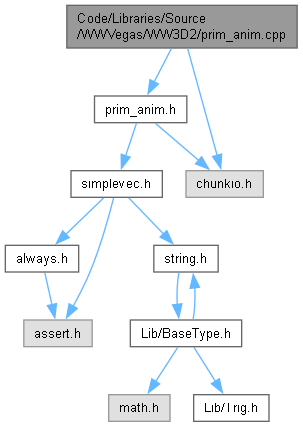 Code/Libraries/Source
/WWVegas/WW3D2/prim_anim.cpp
prim_anim.h
simplevec.h
chunkio.h
always.h
string.h
assert.h
Lib/BaseType.h
math.h
Lib/Trig.h